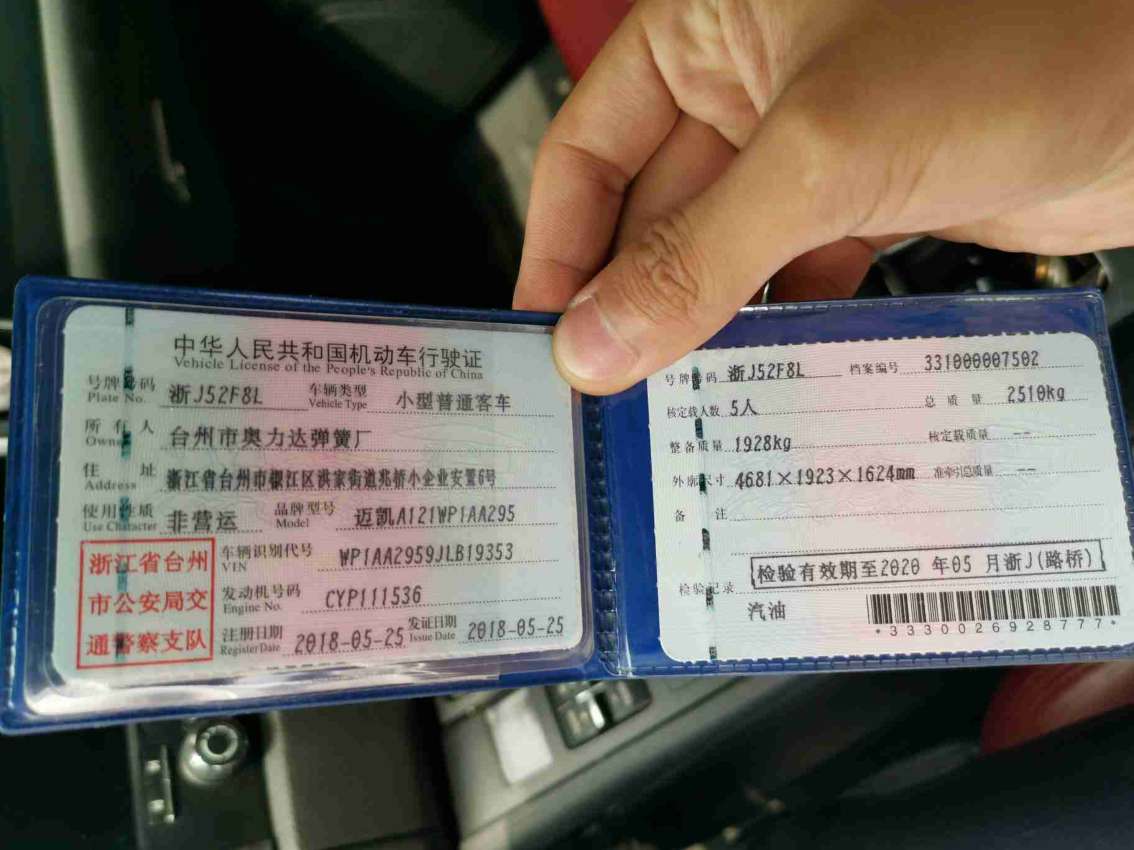 中华人民共和国机动车行驶证
Vehicle License of the People's Republic of China
号牌号码 浙J52F8L 车辆类型 小型普通客车
Plate No. Vehicle Type
所有人 台州市奥力达弹簧厂
Owner
住址 浙江省台州市椒江区洪家街道兆桥小企业安置6号
Address
使用性质 非营运 品牌型号 迈凯A121WP1AA295
Use Character Model
浙江省台州
市公安局交
通警察支队
车辆识别代号 WP1AA2959JLB19353
VIN
发动机号码 CYP111536
Engine No.
注册日期 2018-05-25 发证日期 2018-05-25
Register Date Issue Date
号牌号码 浙J52F8L 档案编号 331000007502
核定载人数 5人 总质量 2510kg
整备质量 1928kg 核定载质量 --
外廓尺寸 4681×1923×1624mm 准牵引总质量 --
备注
检验记录 检验有效期至2020年05月浙J(路桥)
汽油
*3330026928777*